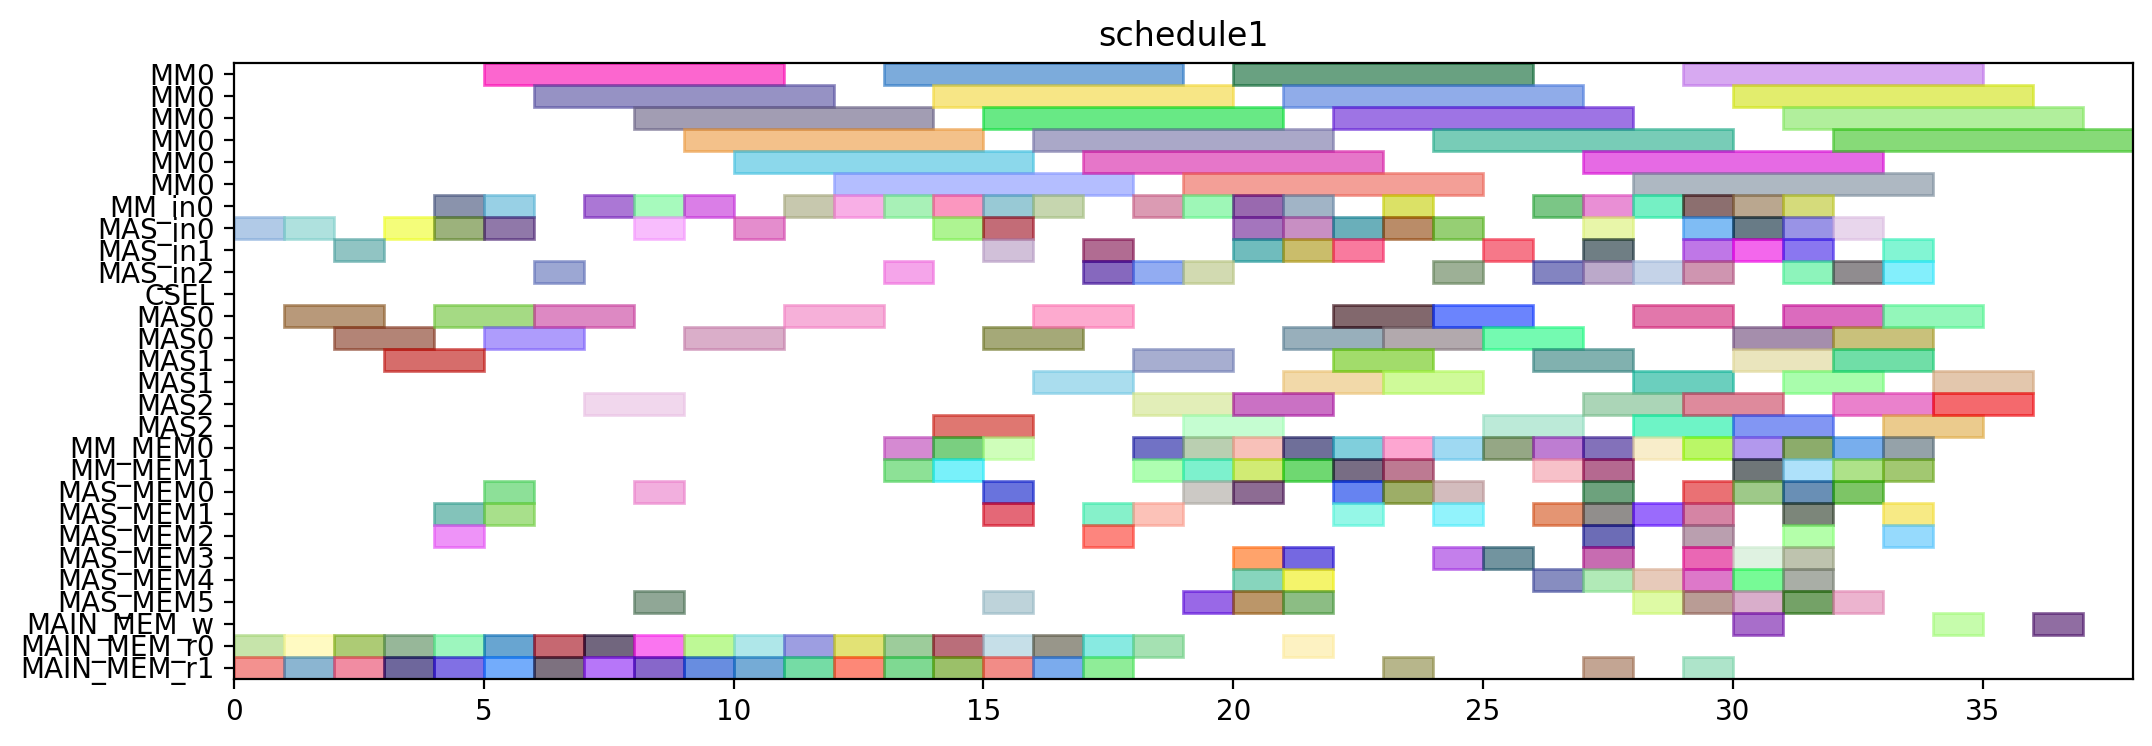 schedule1
MM0
MM0
MM0
MM0
MM0
MM0
MM_in0
MAS_in0
MAS_in1
MAS_in2
CSEL
MAS0
MAS0
MAS1
MAS1
MAS2
MAS2
MM_MEM0
MM_MEM1
MAS_MEM0
MAS_MEM1
MAS_MEM2
MAS_MEM3
MAS_MEM4
MAS_MEM5
MAIN_MEM_w
MAIN_MEM_r0
MAIN_MEM_r1
0 5 10 15 20 25 30 35